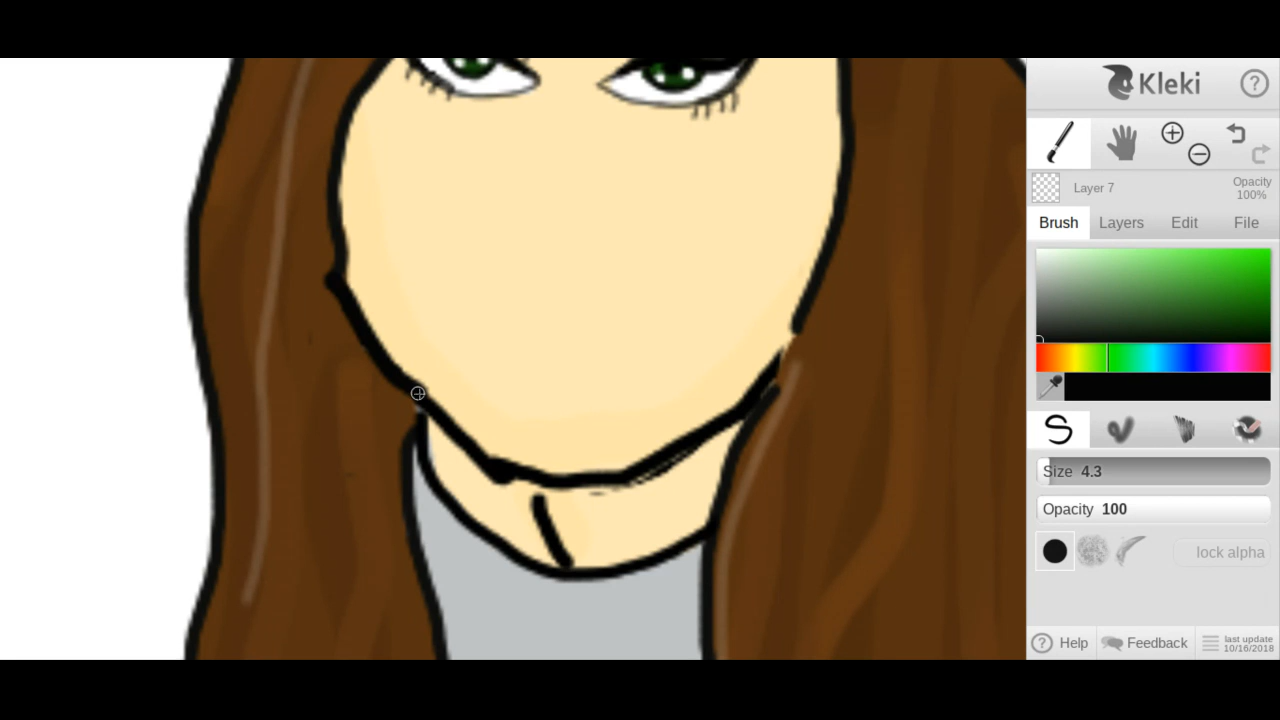 Kleki
?
Layer 7
Opacity
100%
Brush Layers Edit File
Size 4.3
Opacity 100
lock alpha
? Help Feedback last update
10/16/2018